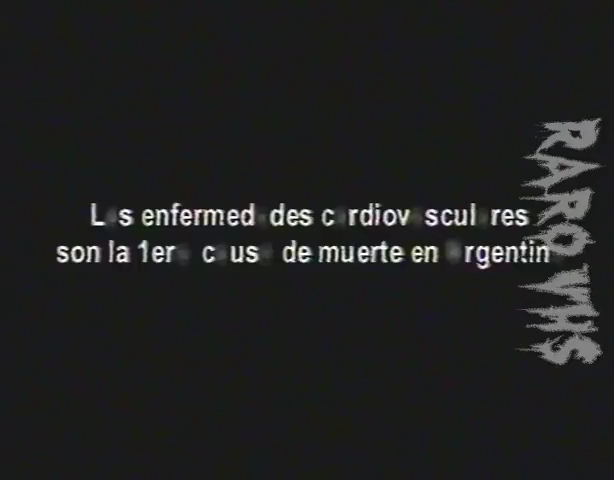 L s enfermed des c rdiov scul res
son la 1er  c us  de muerte en  rgentin
RARO VHS